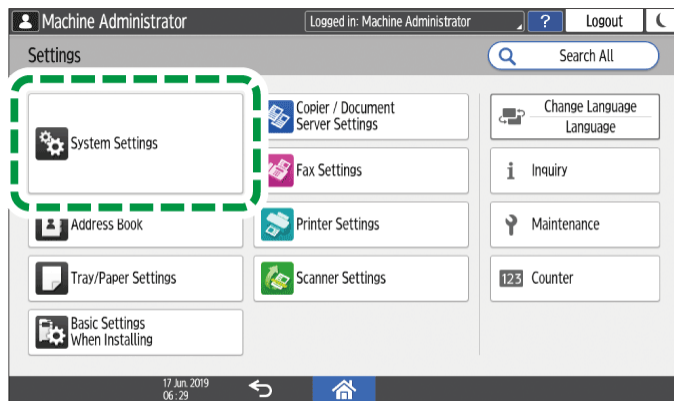 Machine Administrator
Logged in: Machine Administrator
?
Logout
Settings
Search All
System Settings
Copier / Document
Server Settings
Change Language
Language
Fax Settings
i
Inquiry
Address Book
Printer Settings
Maintenance
Tray/Paper Settings
Scanner Settings
123
Counter
Basic Settings
When Installing
17 Jun. 2019
06 : 29